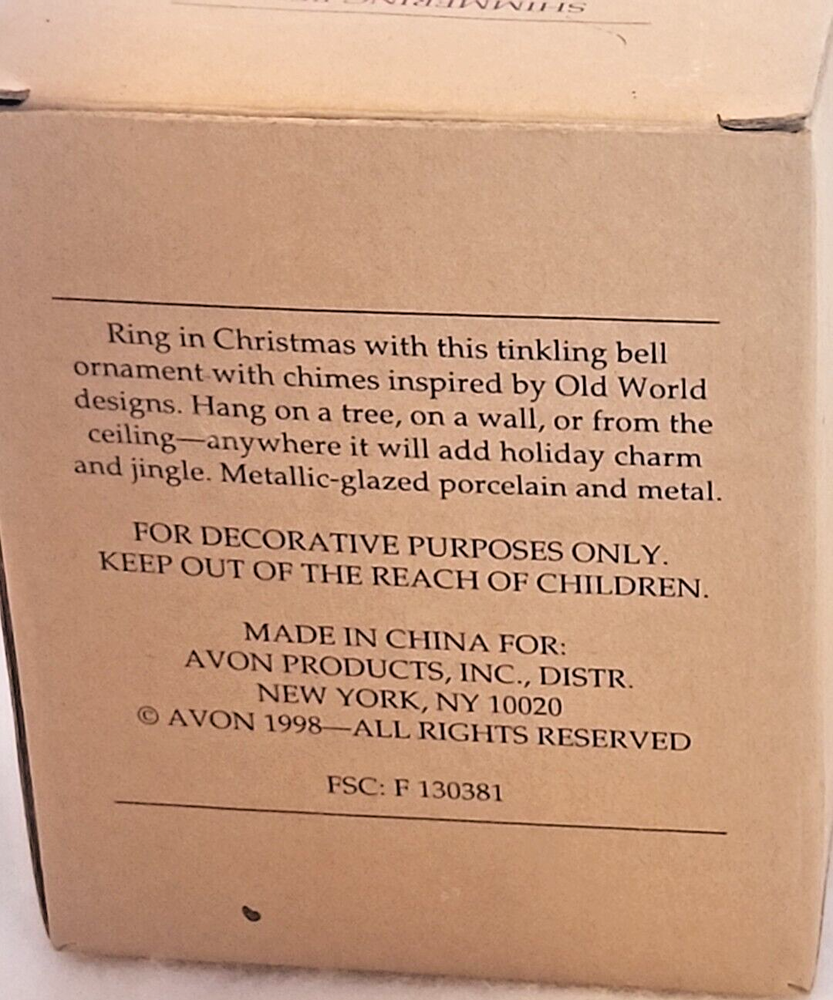 SHIMMERING
Ring in Christmas with this tinkling bell
ornament with chimes inspired by Old World
designs. Hang on a tree, on a wall, or from the
ceiling—anywhere it will add holiday charm
and jingle. Metallic-glazed porcelain and metal.
FOR DECORATIVE PURPOSES ONLY.
KEEP OUT OF THE REACH OF CHILDREN.
MADE IN CHINA FOR:
AVON PRODUCTS, INC., DISTR.
NEW YORK, NY 10020
© AVON 1998—ALL RIGHTS RESERVED
FSC: F 130381